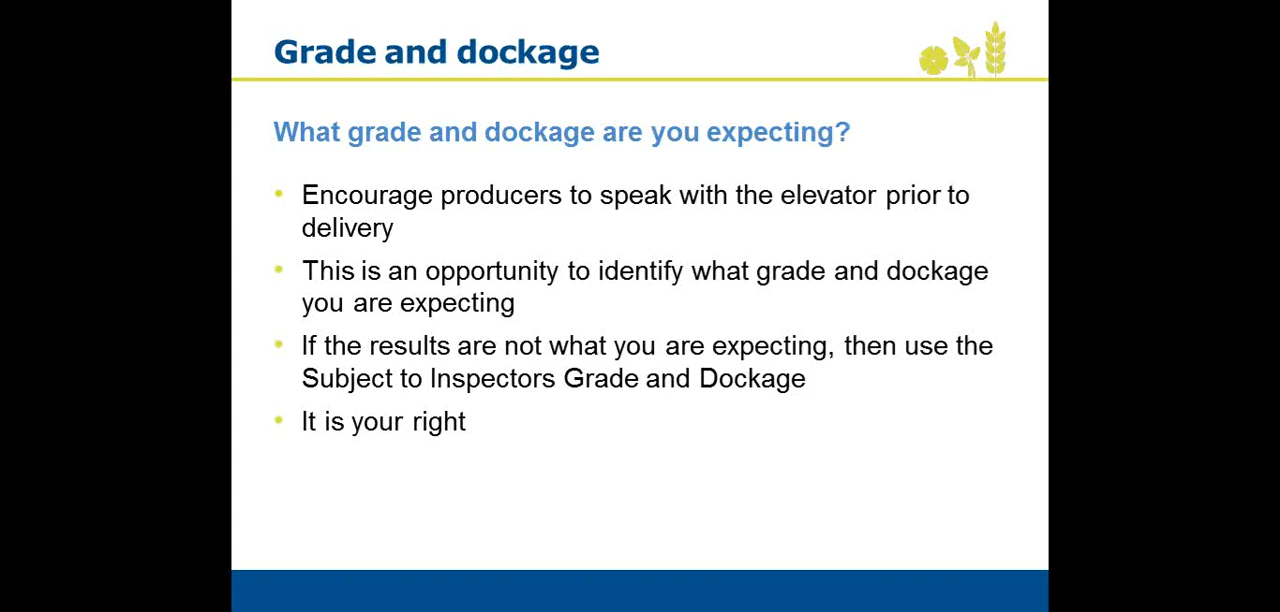 Grade and dockage
What grade and dockage are you expecting?
• Encourage producers to speak with the elevator prior to
delivery
• This is an opportunity to identify what grade and dockage
you are expecting
• If the results are not what you are expecting, then use the
Subject to Inspectors Grade and Dockage
• It is your right